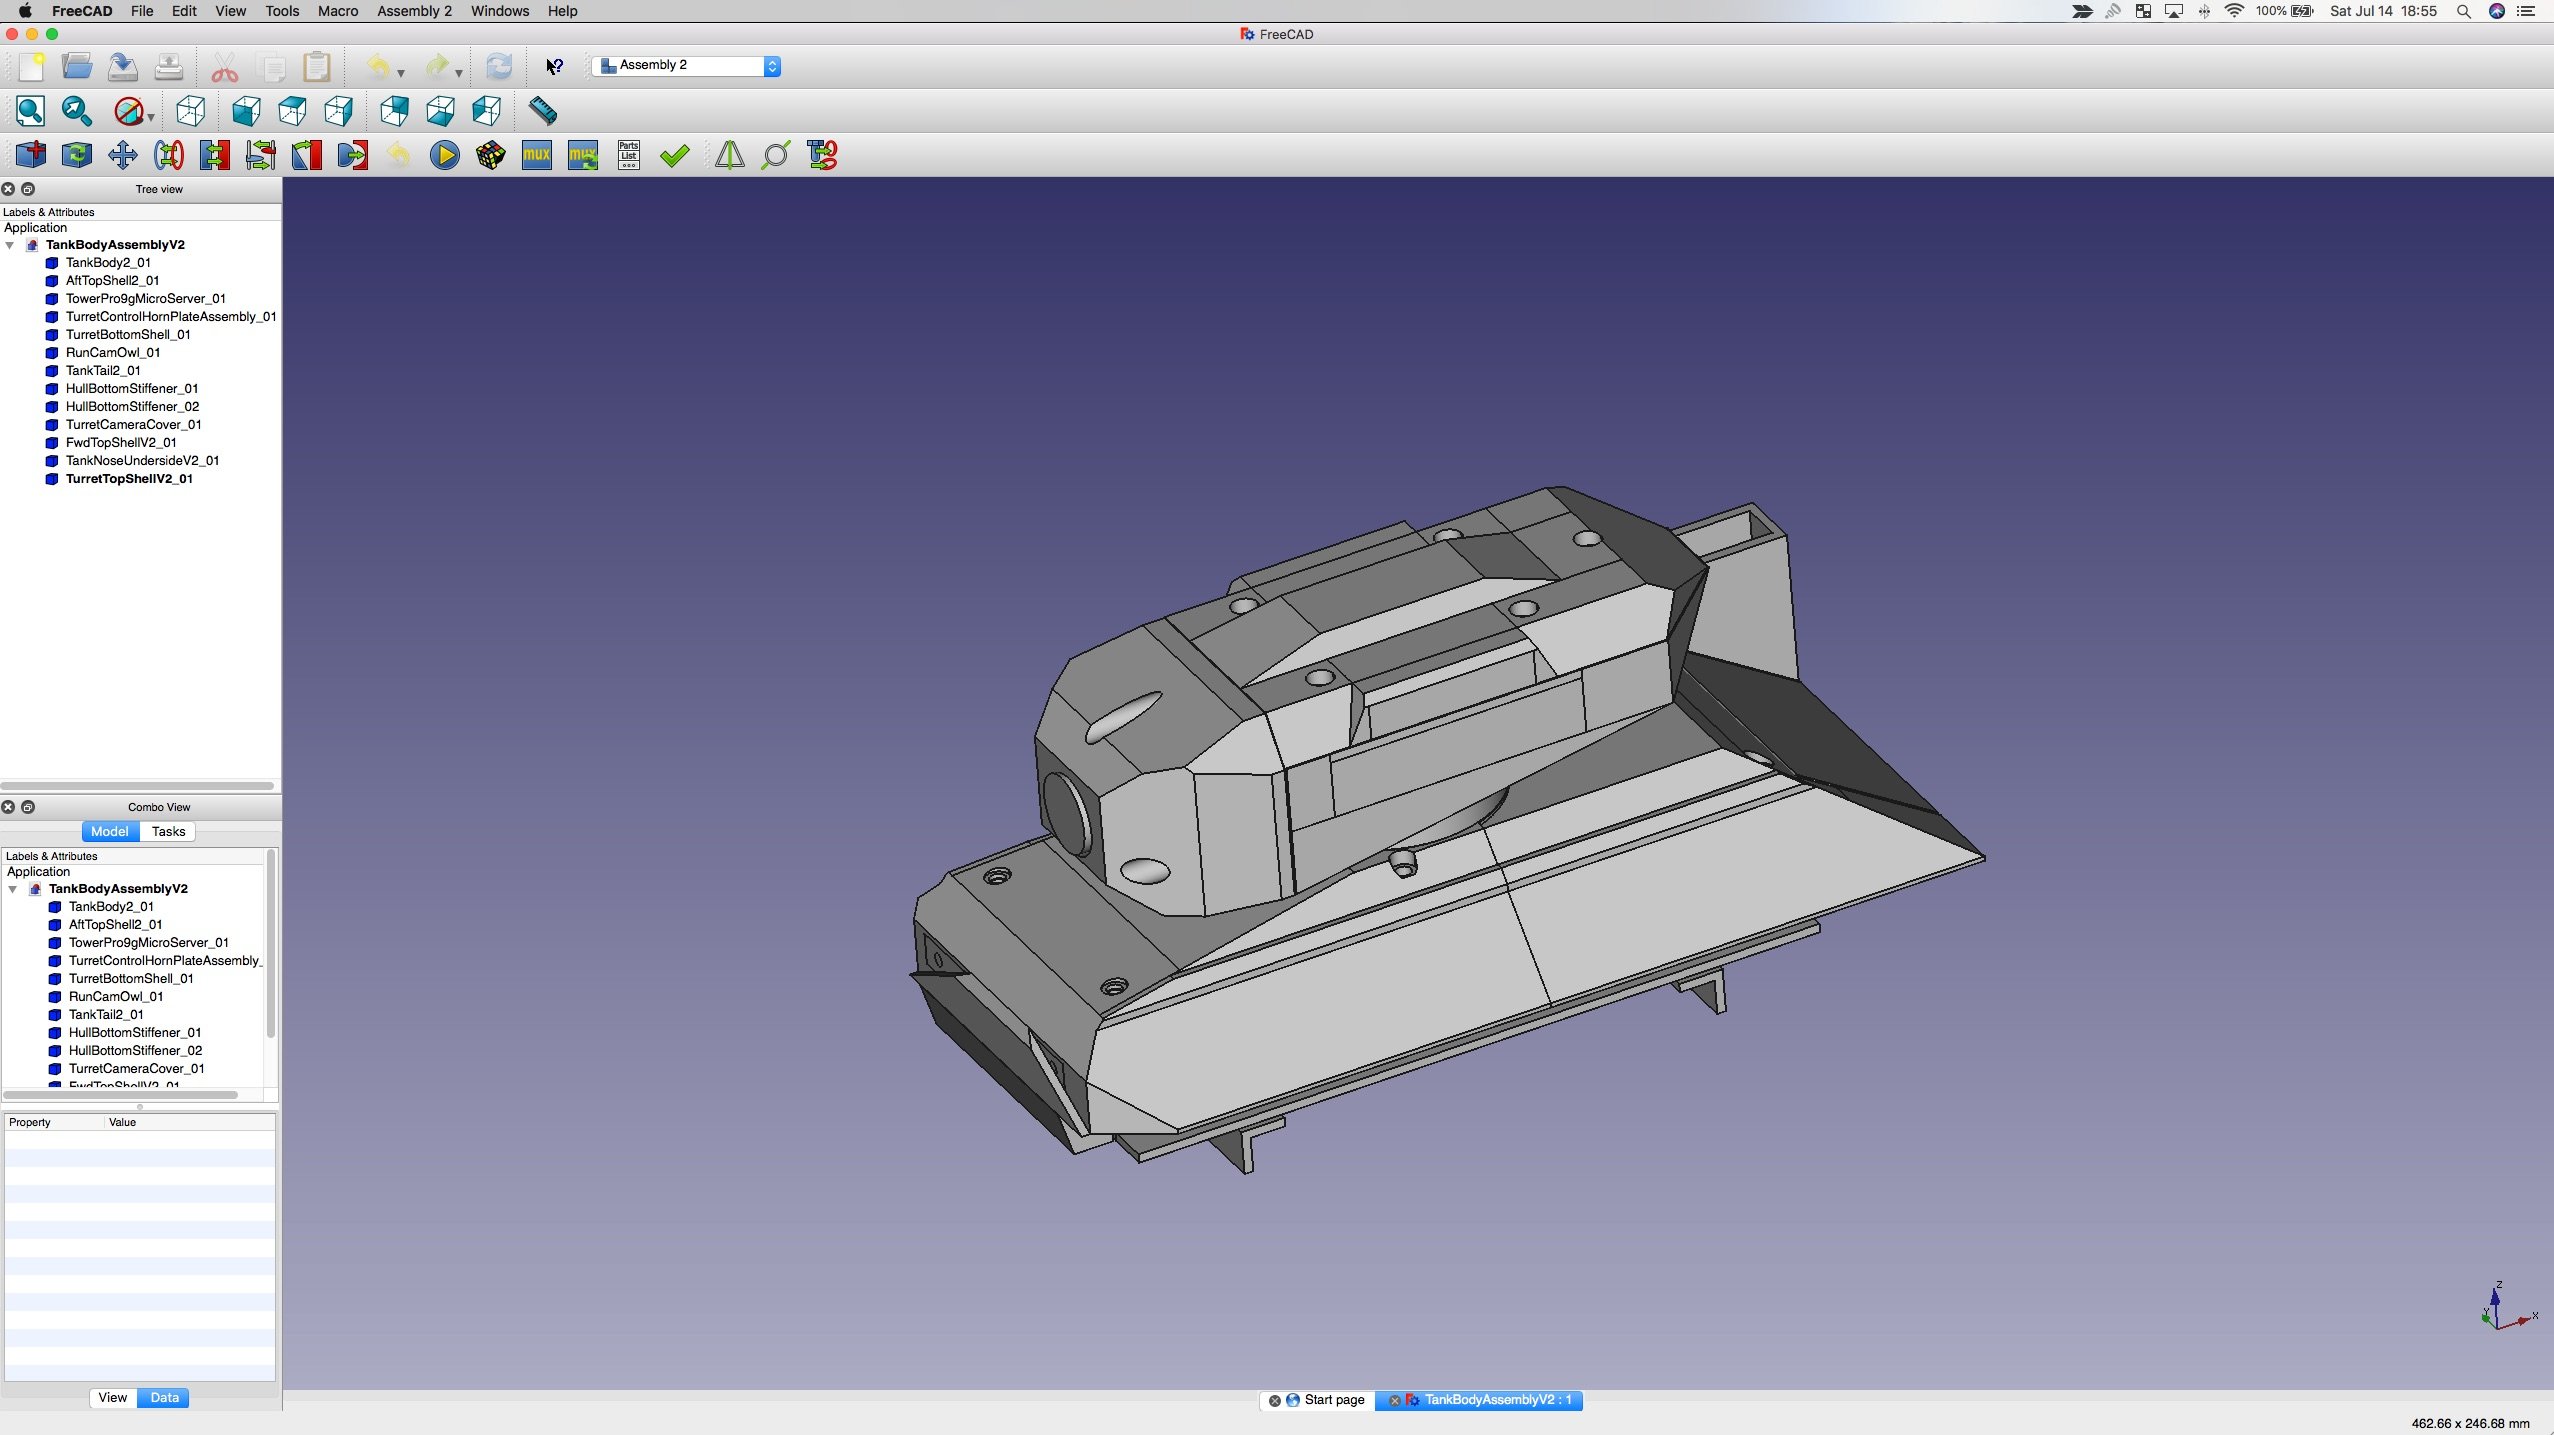 FreeCAD File Edit View Tools Macro Assembly 2 Windows Help 100% Sat Jul 14 18:55
FreeCAD
Assembly 2
mux mux Parts List
Tree view
Labels & Attributes
Application
TankBodyAssemblyV2
TankBody2_01
AftTopShell2_01
TowerPro9gMicroServer_01
TurretControlHornPlateAssembly_01
TurretBottomShell_01
RunCamOwl_01
TankTail2_01
HullBottomStiffener_01
HullBottomStiffener_02
TurretCameraCover_01
FwdTopShellV2_01
TankNoseUndersideV2_01
TurretTopShellV2_01
Combo View
Model Tasks
Labels & Attributes
Application
TankBodyAssemblyV2
TankBody2_01
AftTopShell2_01
TowerPro9gMicroServer_01
TurretControlHornPlateAssembly_
TurretBottomShell_01
RunCamOwl_01
TankTail2_01
HullBottomStiffener_01
HullBottomStiffener_02
TurretCameraCover_01
FwdTopShellV2_01
Property Value
Z
Y X
View Data
Start page TankBodyAssemblyV2 : 1
462.66 x 246.68 mm